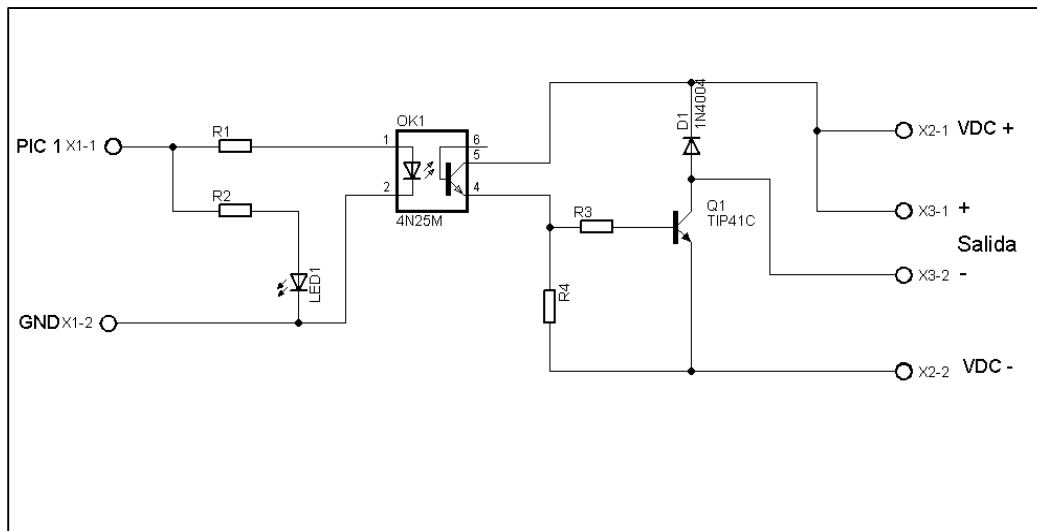 PIC 1 X1-1
R1
R2
LED1
GND X1-2
OK1
1
2
6
5
4
4N25M
R3
R4
D1
1N4004
Q1
TIP41C
X2-1 VDC +
X3-1 +
Salida
X3-2 -
X2-2 VDC -